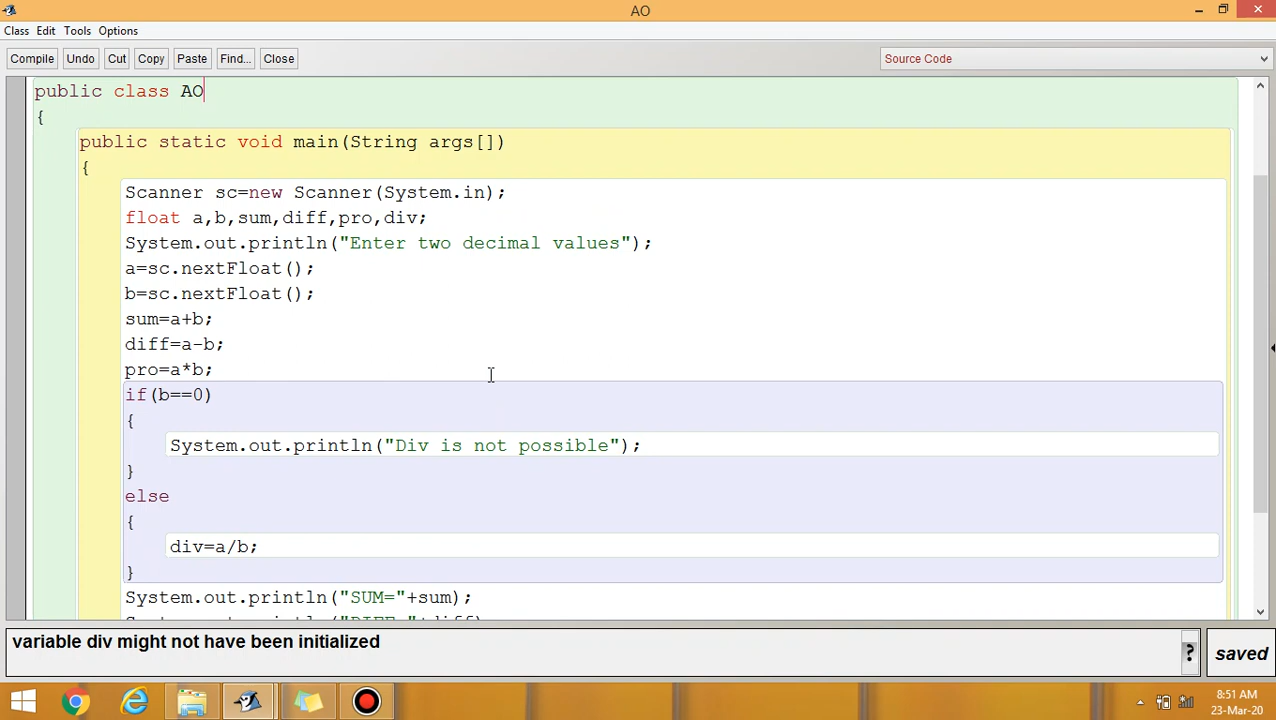 AO
Class Edit Tools Options
Compile Undo Cut Copy Paste Find... Close Source Code
public class AO
{
public static void main(String args[])
{
Scanner sc=new Scanner(System.in);
float a,b,sum,diff,pro,div;
System.out.println("Enter two decimal values");
a=sc.nextFloat();
b=sc.nextFloat();
sum=a+b;
diff=a-b;
pro=a*b;
if(b==0)
{
System.out.println("Div is not possible");
}
else
{
div=a/b;
}
System.out.println("SUM="+sum);
variable div might not have been initialized
? saved
8:51 AM
23-Mar-20